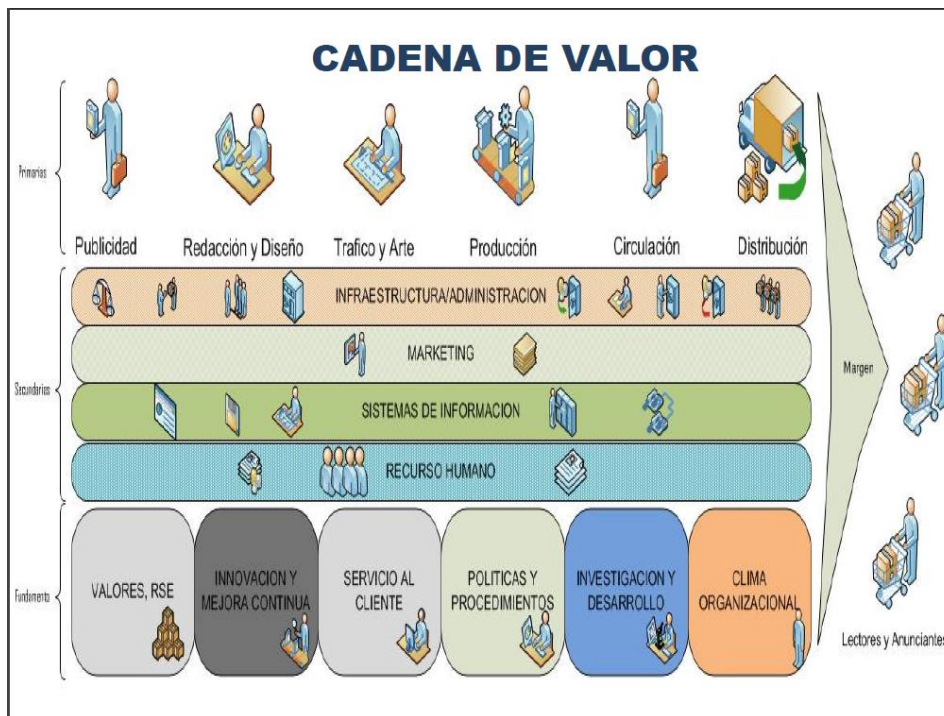 CADENA DE VALOR
Primarias
Publicidad
Redacción y Diseño
Trafico y Arte
Producción
Circulación
Distribución
Secundarias
INFRAESTRUCTURA/ADMINISTRACION
MARKETING
SISTEMAS DE INFORMACION
RECURSO HUMANO
Margen
Fundamento
VALORES, RSE
INNOVACION Y
MEJORA CONTINUA
SERVICIO AL
CLIENTE
POLITICAS Y
PROCEDIMIENTOS
INVESTIGACION Y
DESARROLLO
CLIMA
ORGANIZACIONAL
Lectores y Anunciantes